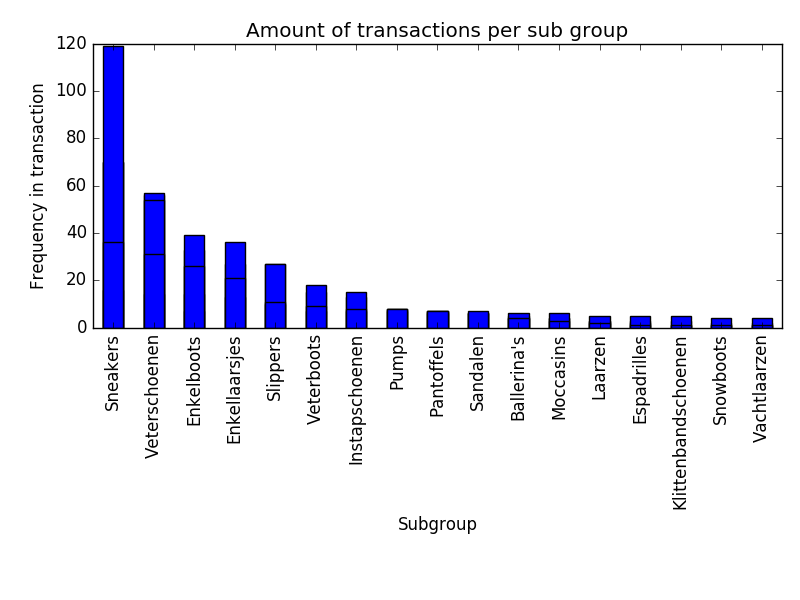 Amount of transactions per sub group
Frequency in transaction
120
100
80
60
40
20
0
Sneakers
Veterschoenen
Enkelboots
Enkellaarsjes
Slippers
Veterboots
Instapschoenen
Pumps
Pantoffels
Sandalen
Ballerina's
Moccasins
Laarzen
Espadrilles
Klittenbandschoenen
Snowboots
Vachtlaarzen
Subgroup